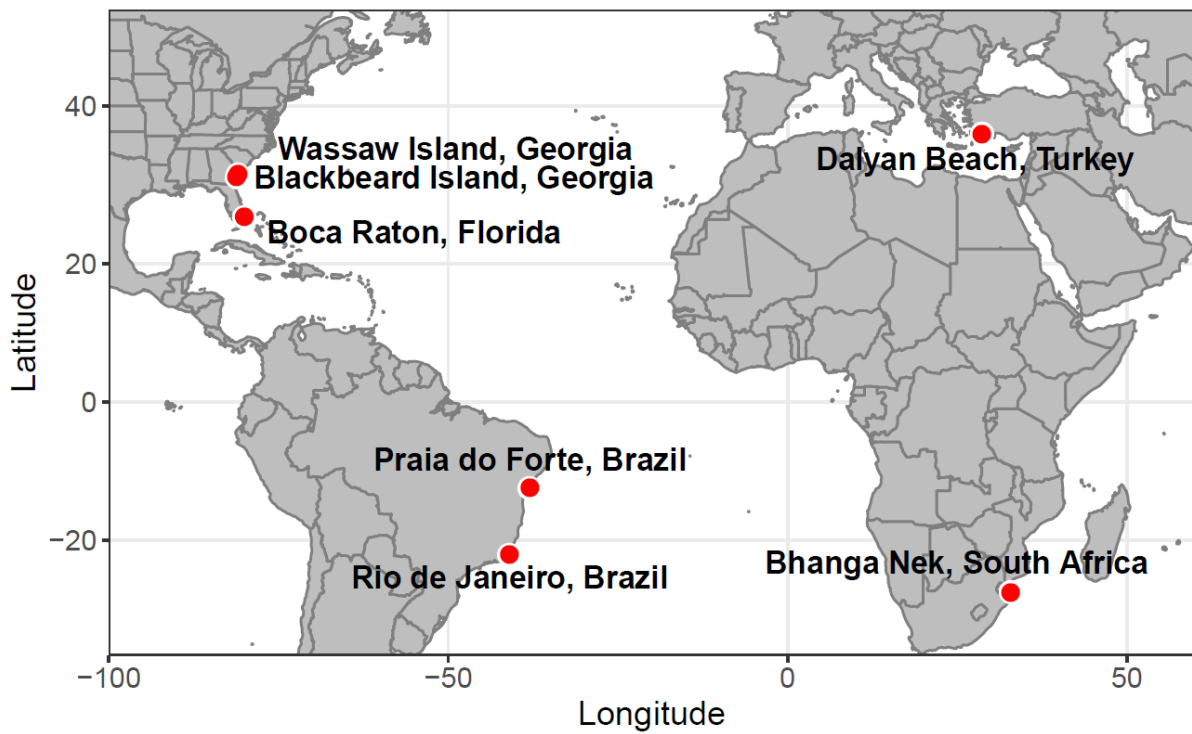 40
Wassaw Island, Georgia
Dalyan Beach, Turkey
Blackbeard Island, Georgia
Boca Raton, Florida
20
Latitude
0
Praia do Forte, Brazil
−20
Bhanga Nek, South Africa
Rio de Janeiro, Brazil
−100
−50
0
50
Longitude